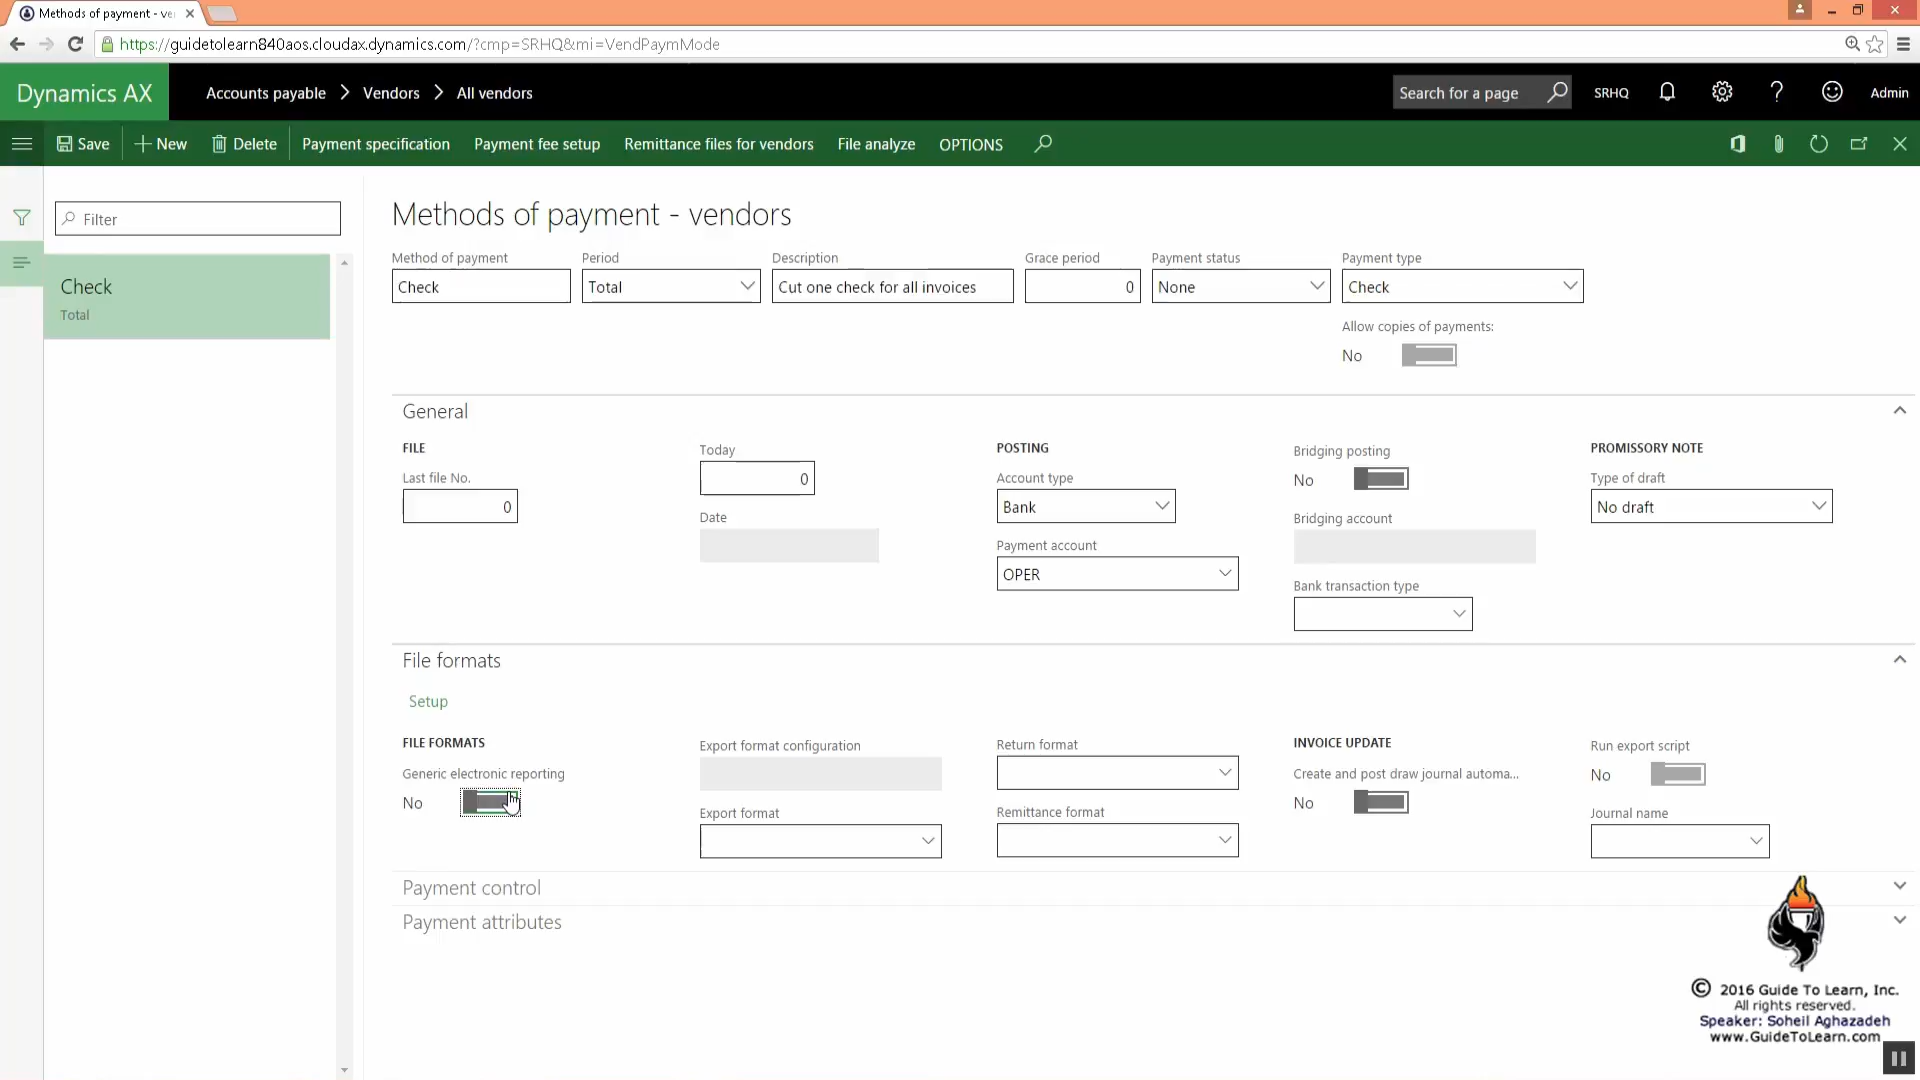 Methods of payment - ve
https://guidetolearn840aos.cloudax.dynamics.com/?cmp=SRHQ&mi=VendPaymMode
Dynamics AX
Accounts payable > Vendors > All vendors
Search for a page
SRHQ
?
Admin
Save
+ New
Delete
Payment specification
Payment fee setup
Remittance files for vendors
File analyze
OPTIONS
Filter
Check
Total
Methods of payment - vendors
Method of payment
Check
Period
Total
Description
Cut one check for all invoices
Grace period
0
Payment status
None
Payment type
Check
Allow copies of payments:
No
General
FILE
Last file No.
0
Today
0
Date
POSTING
Account type
Bank
Payment account
OPER
Bridging posting
No
Bridging account
Bank transaction type
PROMISSORY NOTE
Type of draft
No draft
File formats
Setup
FILE FORMATS
Generic electronic reporting
No
Export format configuration
Export format
Return format
Remittance format
INVOICE UPDATE
Create and post draw journal automa...
No
Run export script
No
Journal name
Payment control
Payment attributes
© 2016 Guide To Learn, Inc.
All rights reserved.
Speaker: Soheil Aghazadeh
www.GuideToLearn.com